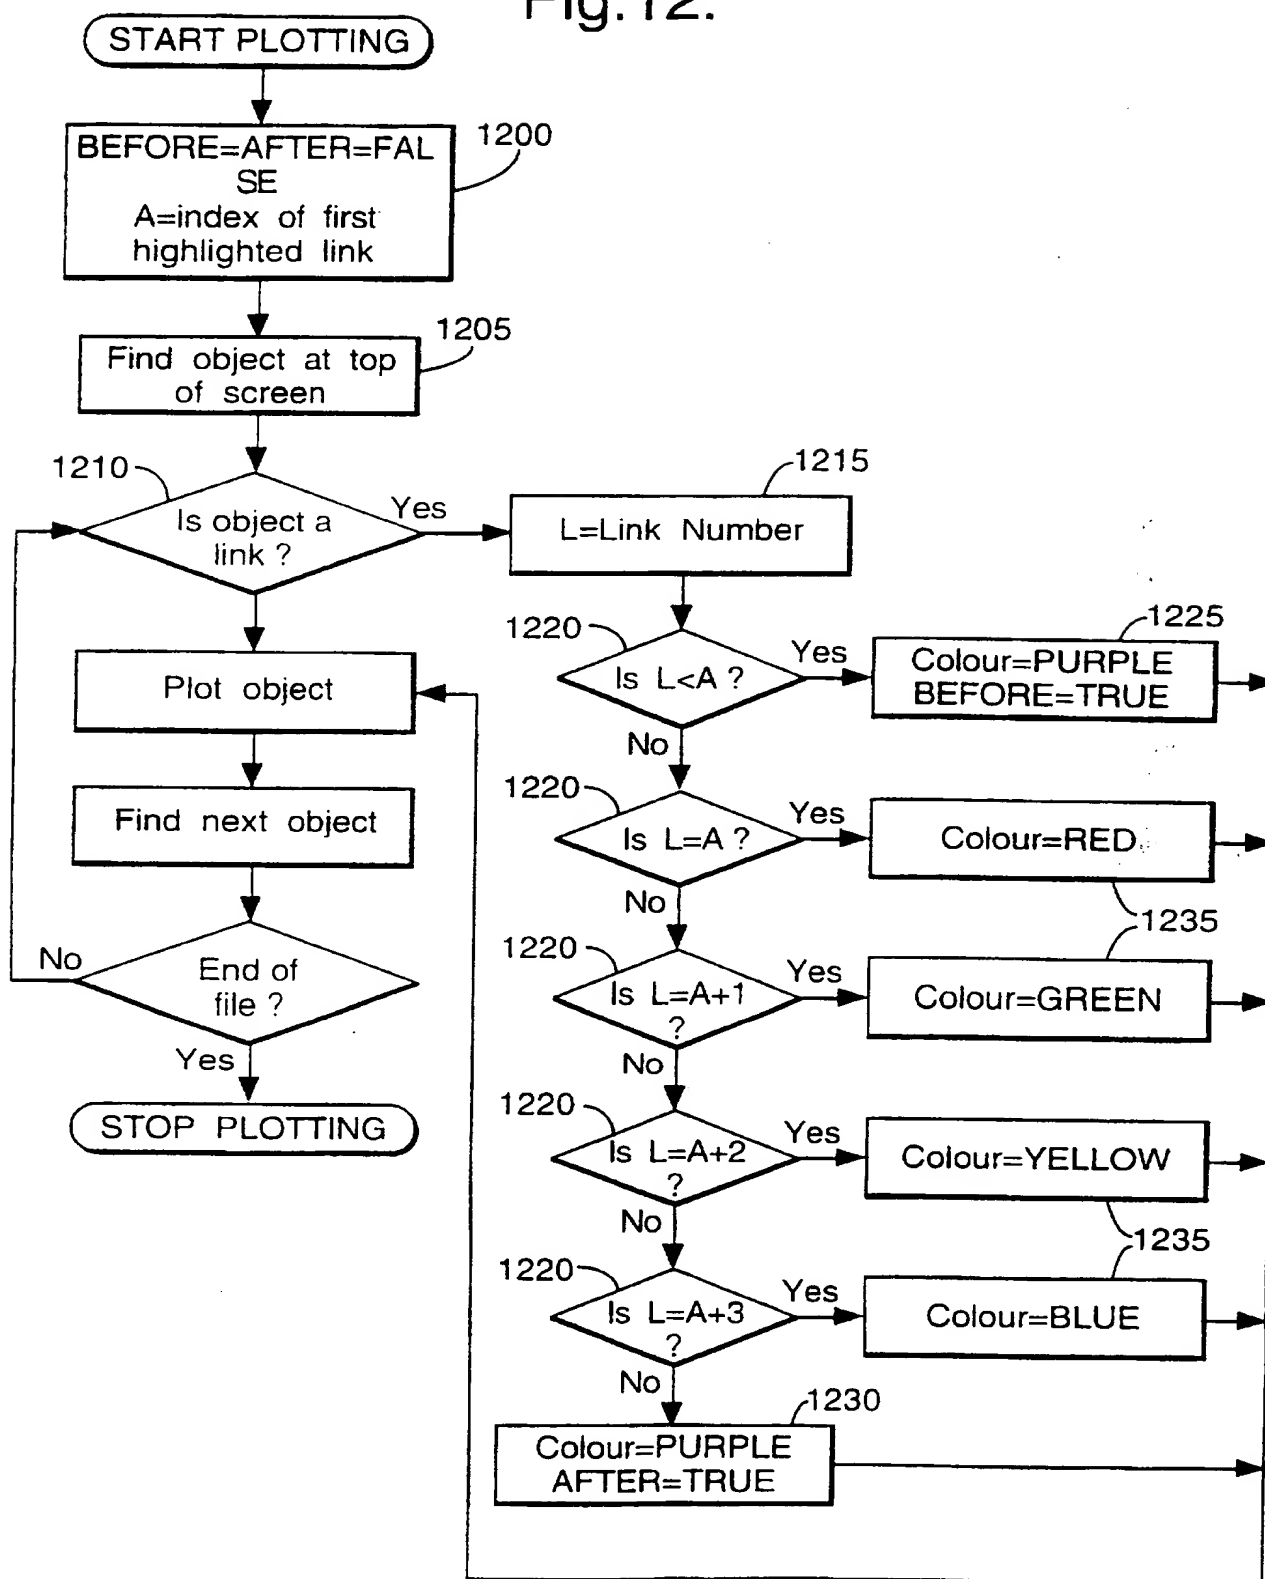 Fig.12.
START PLOTTING
BEFORE=AFTER=FAL
SE
A=index of first
highlighted link
1200
Find object at top
of screen
1205
1210
Is object a
link ?
Yes
L=Link Number
1215
Plot object
Find next object
End of
file ?
No
Yes
STOP PLOTTING
1220
Is L<A ?
Yes
Colour=PURPLE
BEFORE=TRUE
1225
No
1220
Is L=A ?
Yes
Colour=RED
No
1235
1220
Is L=A+1
?
Yes
Colour=GREEN
No
1220
Is L=A+2
?
Yes
Colour=YELLOW
No
1235
1220
Is L=A+3
?
Yes
Colour=BLUE
No
1230
Colour=PURPLE
AFTER=TRUE